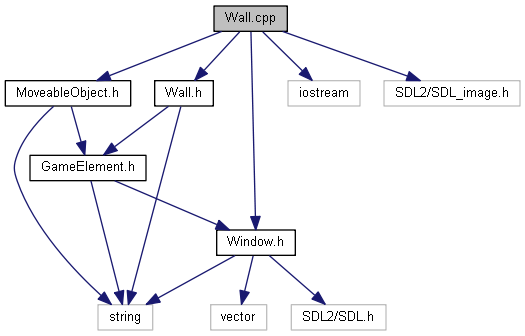 Wall.cpp
MoveableObject.h
Wall.h
iostream
SDL2/SDL_image.h
GameElement.h
Window.h
string
vector
SDL2/SDL.h